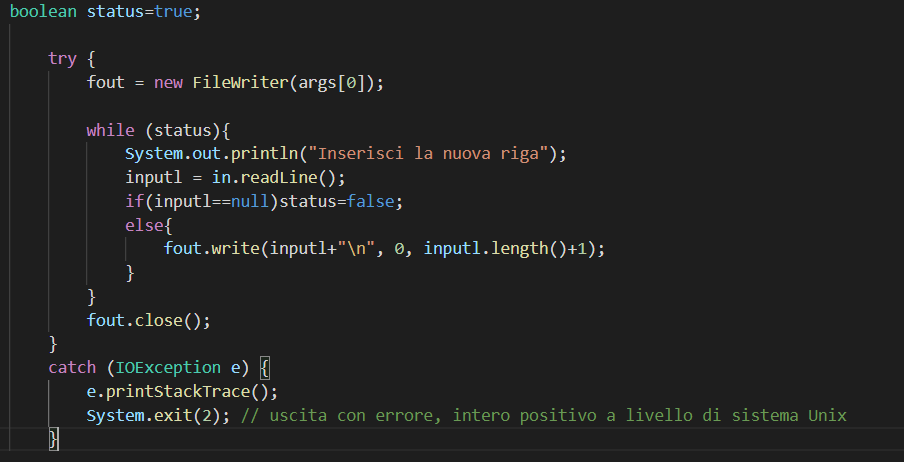 boolean status=true;
try {
fout = new FileWriter(args[0]);
while (status){
System.out.println("Inserisci la nuova riga");
inputl = in.readLine();
if(inputl==null)status=false;
else{
fout.write(inputl+"\n", 0, inputl.length()+1);
}
}
fout.close();
}
catch (IOException e) {
e.printStackTrace();
System.exit(2); // uscita con errore, intero positivo a livello di sistema Unix
}